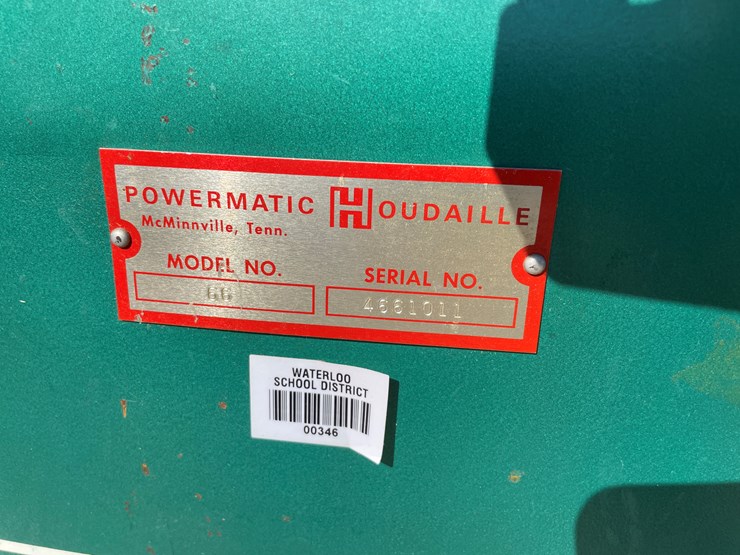 POWERMATIC HOUDAILLE
McMinnville, Tenn.
MODEL NO.
SERIAL NO.
WATERLOO
SCHOOL DISTRICT
00346